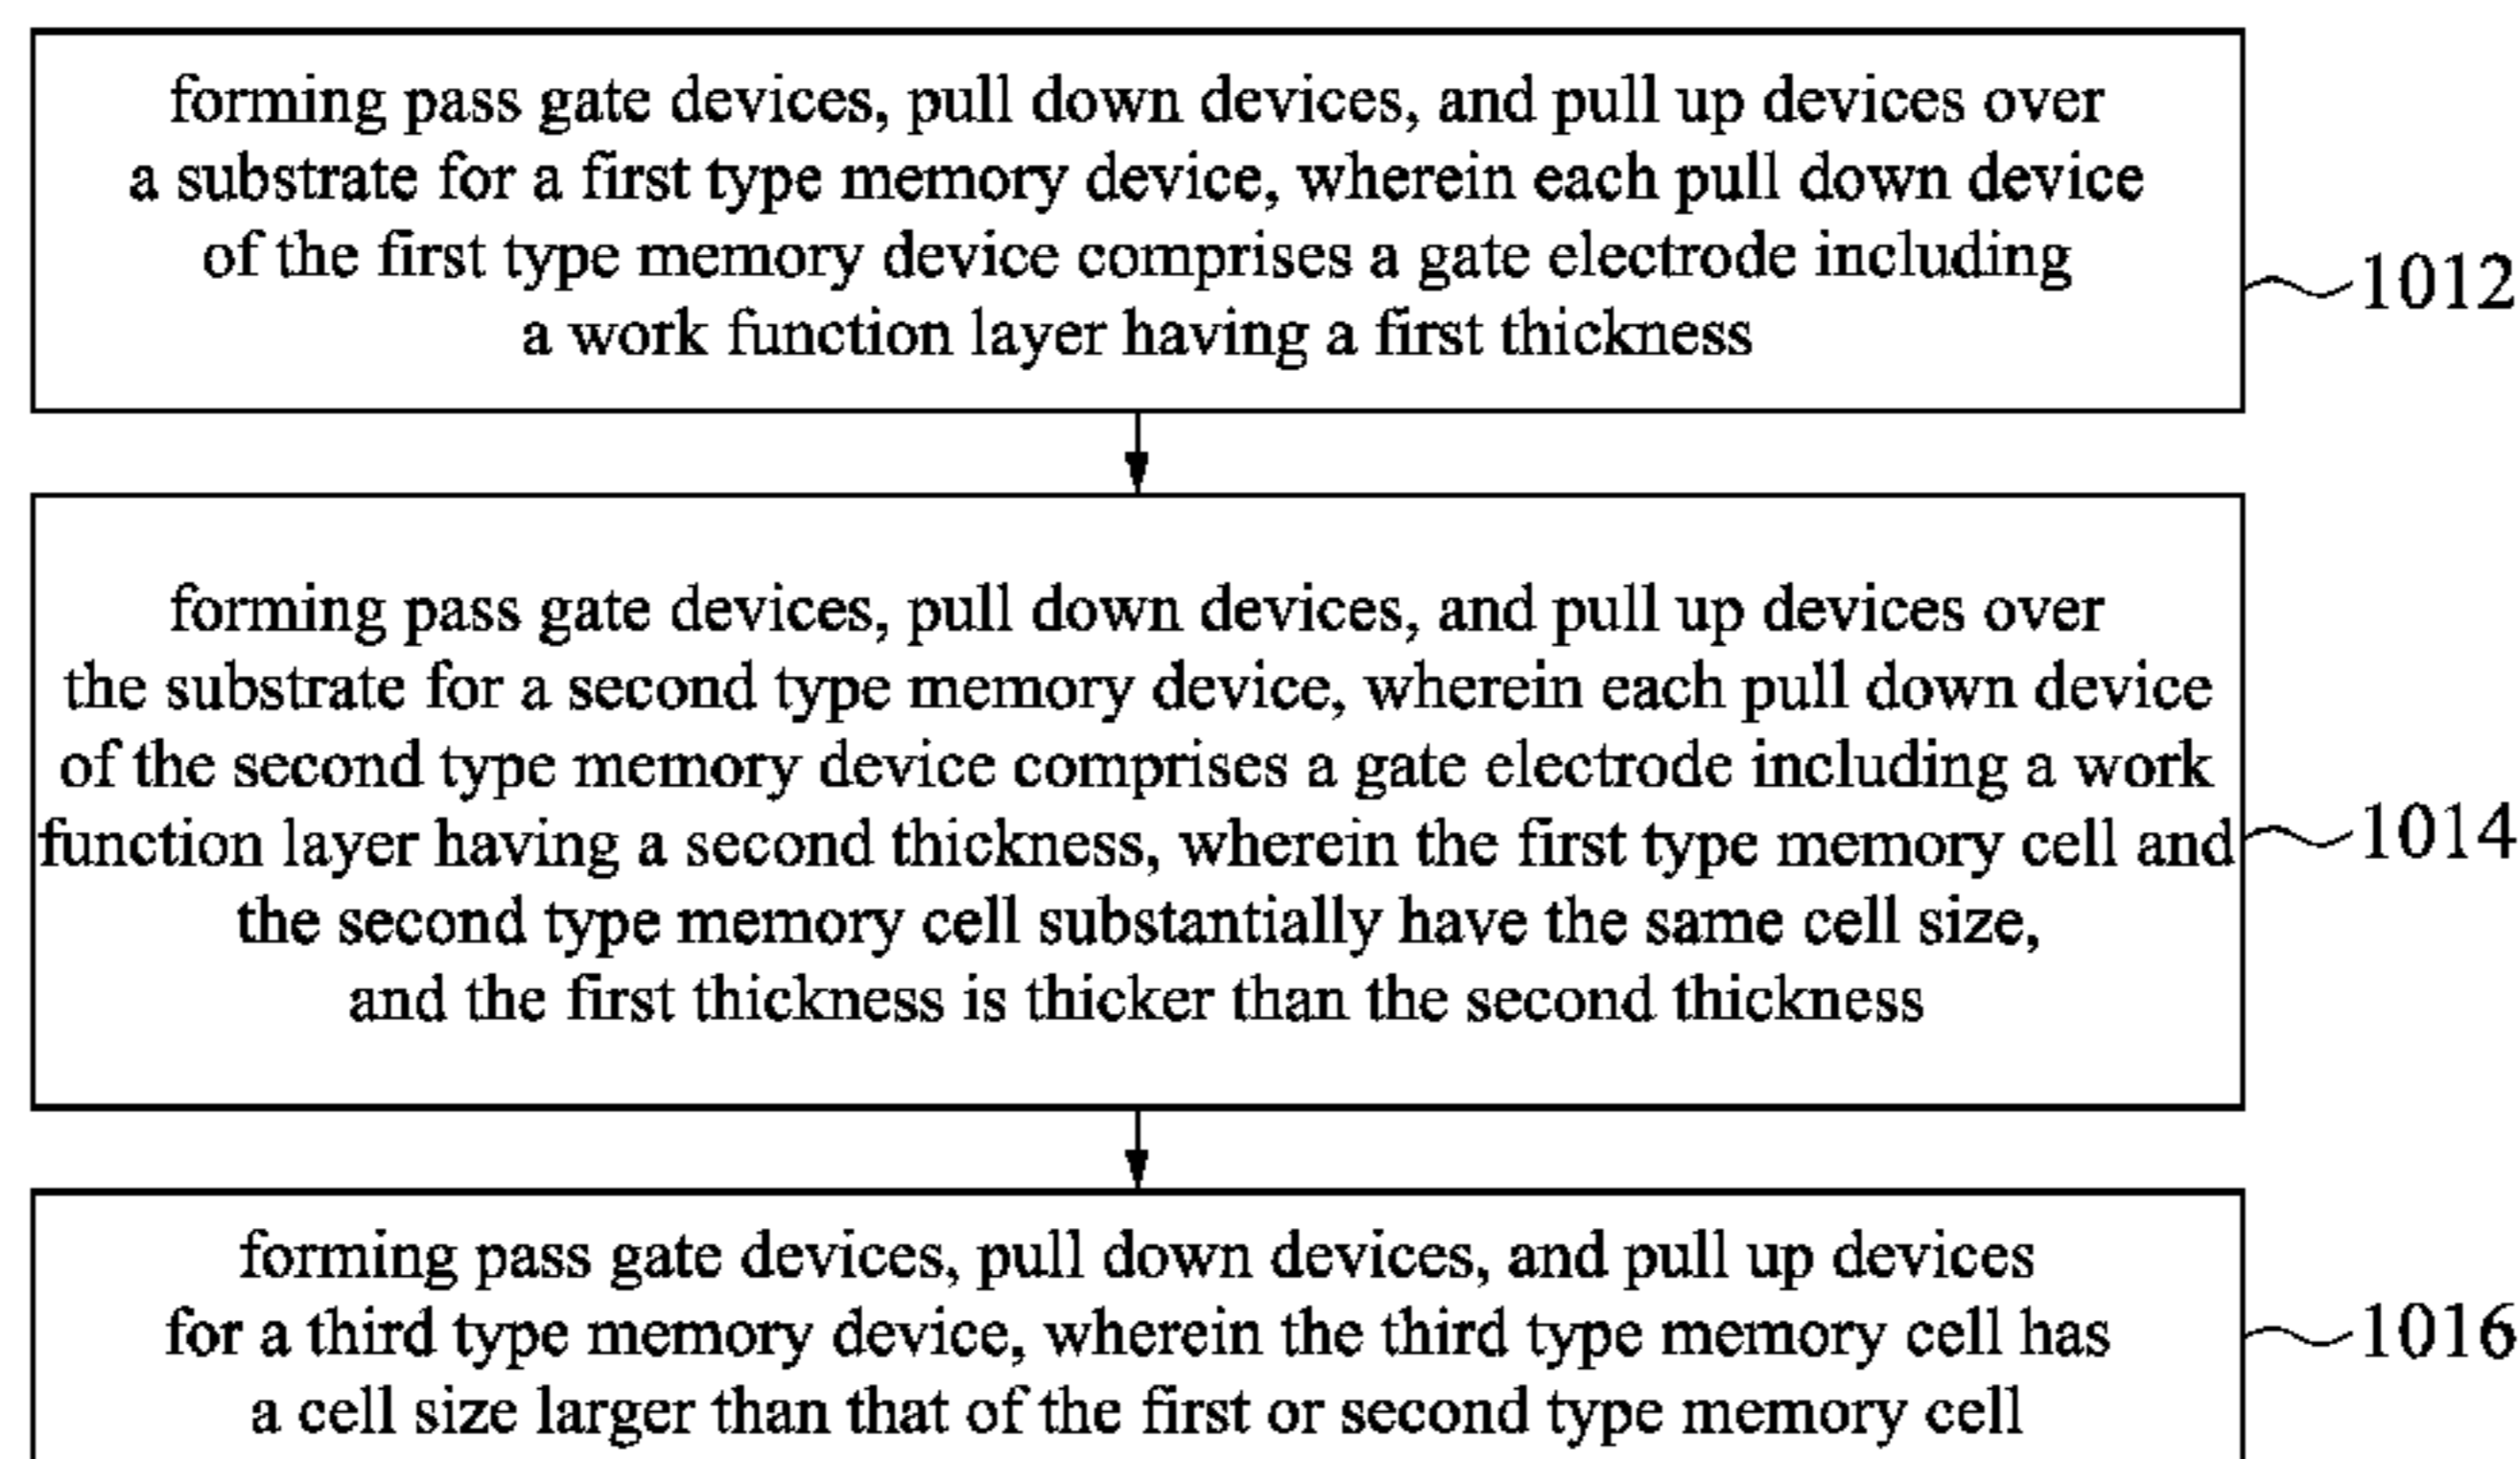 forming pass gate devices, pull down devices, and pull up devices over
a substrate for a first type memory device, wherein each pull down device
of the first type memory device comprises a gate electrode including
a work function layer having a first thickness
1012
forming pass gate devices, pull down devices, and pull up devices over
the substrate for a second type memory device, wherein each pull down device
of the second type memory device comprises a gate electrode including a work
function layer having a second thickness, wherein the first type memory cell and
the second type memory cell substantially have the same cell size,
and the first thickness is thicker than the second thickness
1014
forming pass gate devices, pull down devices, and pull up devices
for a third type memory device, wherein the third type memory cell has
a cell size larger than that of the first or second type memory cell
1016